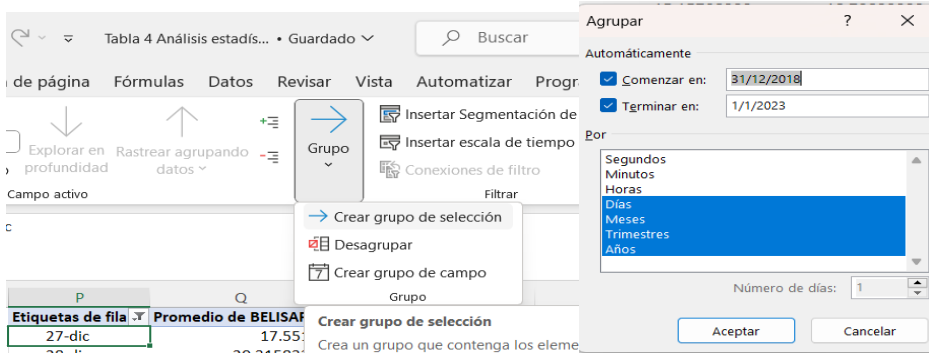 Tabla 4 Análisis estadís... • Guardado
Buscar
de página Fórmulas Datos Revisar Vista Automatizar Progr
Explorar en profundidad
Rastrear agrupando datos
Campo activo
Grupo
Insertar Segmentación de
Insertar escala de tiempo
Conexiones de filtro
Filtrar
Crear grupo de selección
Desagrupar
Crear grupo de campo
Grupo
Crear grupo de selección
Crea un grupo que contenga los eleme
P Q
Etiquetas de fila Promedio de BELISAR
27-dic 17.551
Agrupar ? ×
Automáticamente
Comenzar en: 31/12/2018
Terminar en: 1/1/2023
Por
Segundos
Minutos
Horas
Días
Meses
Trimestres
Años
Número de días: 1
Aceptar Cancelar